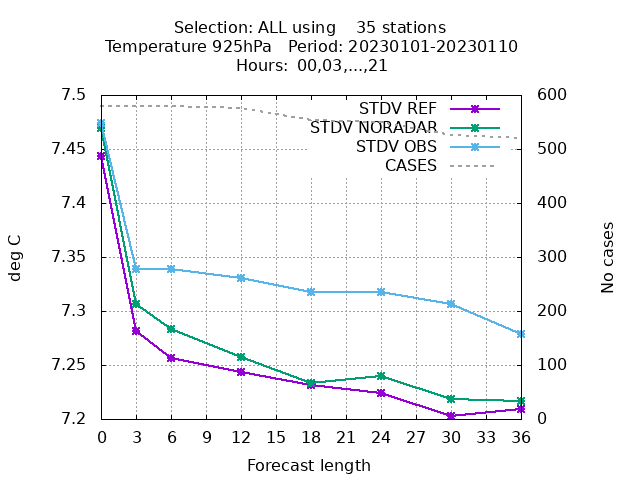 Selection: ALL using    35 stations
Temperature 925hPa   Period: 20230101-20230110
Hours: 00,03,...,21
7.5
7.45
7.4
7.35
7.3
7.25
7.2
600
500
400
300
200
100
0
STDV REF
STDV NORADAR
STDV OBS
CASES
deg C
No cases
0 3 6 9 12 15 18 21 24 27 30 33 36
Forecast length